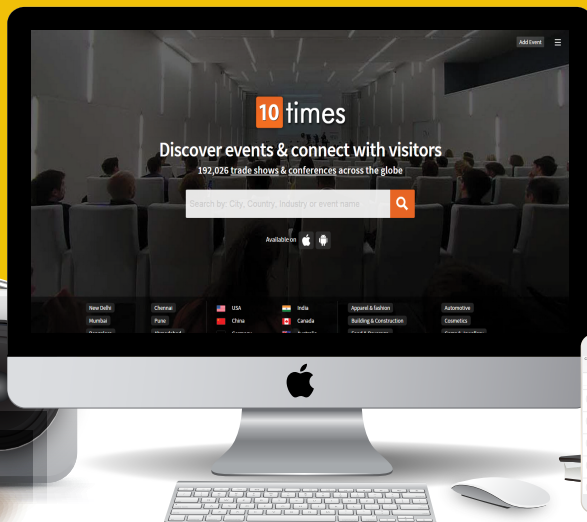 Add Event
10 times
Discover events & connect with visitors
192,026 trade shows & conferences across the globe
Search by: City, Country, Industry or event name
Available on
New Delhi Chennai USA India Apparel & fashion Automotive
Mumbai Pune China Canada Building & Construction Cosmetics